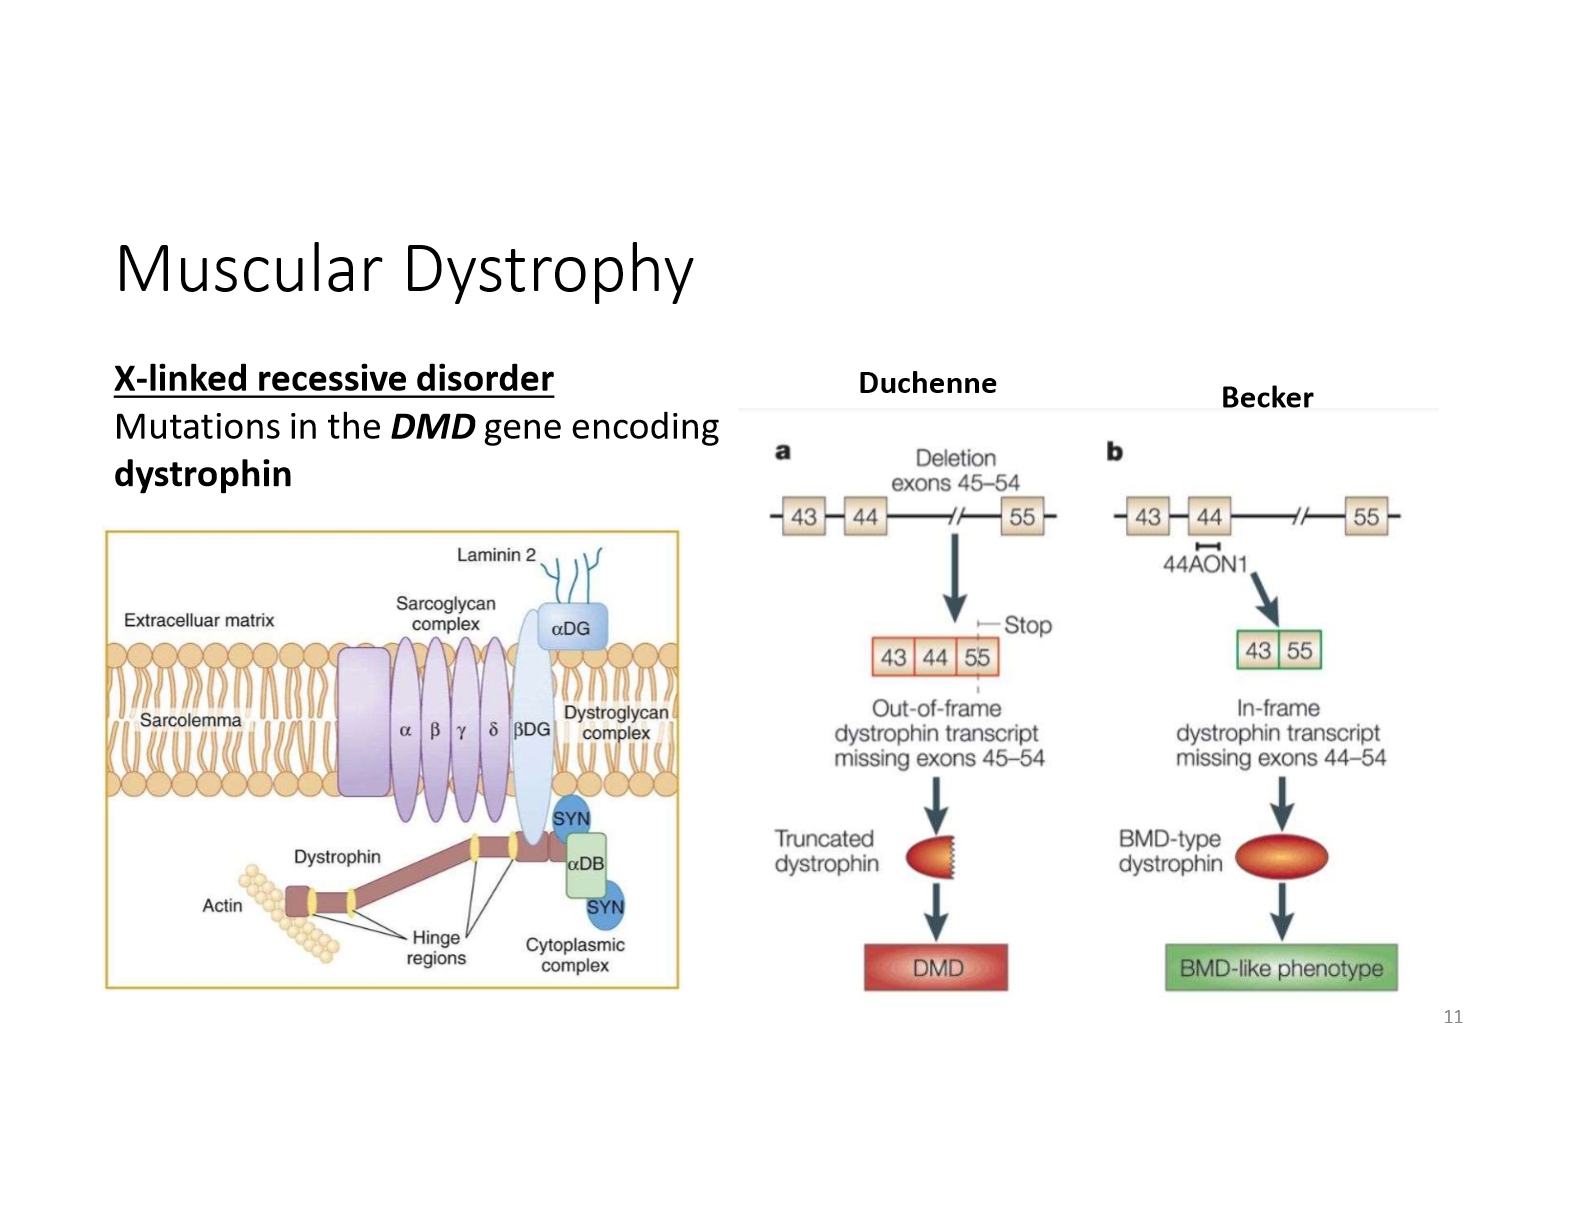 Muscular Dystrophy
X-linked recessive disorder
Mutations in the DMD gene encoding
dystrophin
Laminin 2
Extracelluar matrix
Sarcoglycan
complex
αDG
Sarcolemma
α β γ δ βDG
Dystroglycan
complex
SYN
Dystrophin
αDB
Actin
SYN
Hinge
regions
Cytoplasmic
complex
Duchenne
a
Deletion
exons 45–54
43 44 55
Stop
43 44 55
Out-of-frame
dystrophin transcript
missing exons 45–54
Truncated
dystrophin
DMD
Becker
b
43 44 55
44AON1
43 55
In-frame
dystrophin transcript
missing exons 44–54
BMD-type
dystrophin
BMD-like phenotype
11